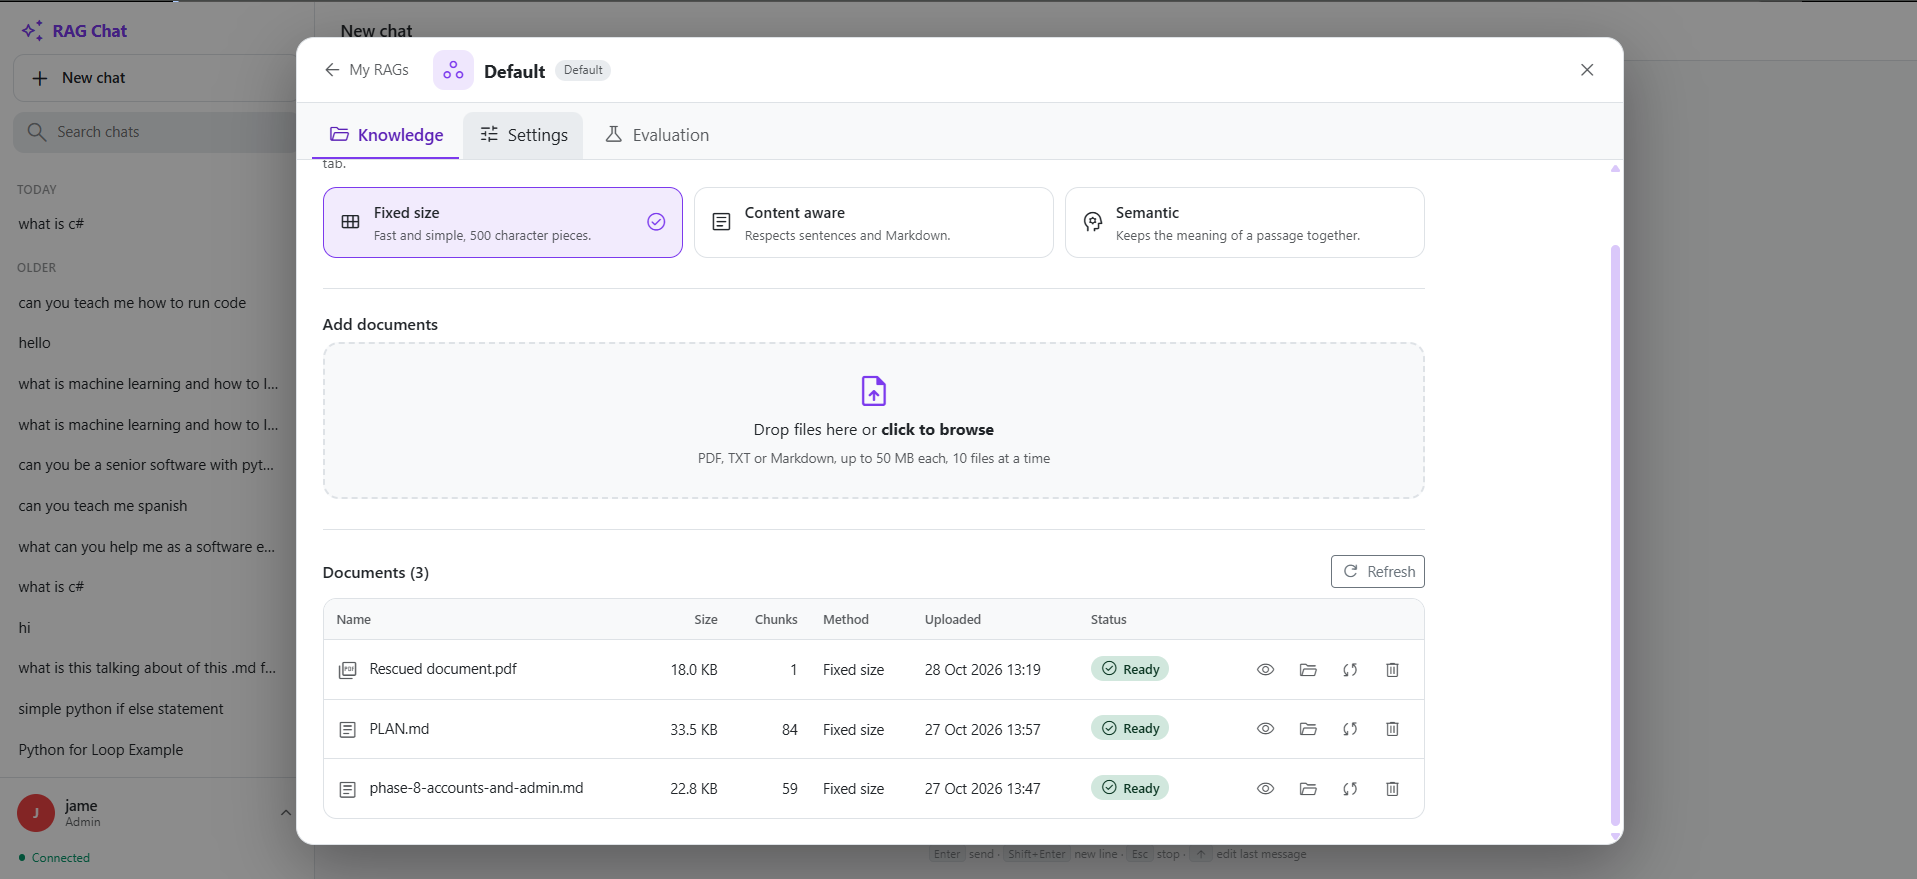 RAG Chat
New chat
Search chats
TODAY
what is c#
OLDER
can you teach me how to run code
hello
what is machine learning and how to l...
what is machine learning and how to l...
can you be a senior software with pyt...
can you teach me spanish
what can you help me as a software e...
what is c#
hi
what is this talking about of this .md f...
simple python if else statement
Python for Loop Example
J
jame
Admin
Connected
New chat
My RAGs
Default
Default
Knowledge
Settings
Evaluation
tab.
Fixed size
Fast and simple, 500 character pieces.
Content aware
Respects sentences and Markdown.
Semantic
Keeps the meaning of a passage together.
Add documents
Drop files here or click to browse
PDF, TXT or Markdown, up to 50 MB each, 10 files at a time
Documents (3)
Refresh
Name Size Chunks Method Uploaded Status
PDF Rescued document.pdf 18.0 KB 1 Fixed size 28 Oct 2026 13:19 Ready
PLAN.md 33.5 KB 84 Fixed size 27 Oct 2026 13:57 Ready
phase-8-accounts-and-admin.md 22.8 KB 59 Fixed size 27 Oct 2026 13:47 Ready
Enter send · Shift+Enter new line · Esc stop · ↑ edit last message